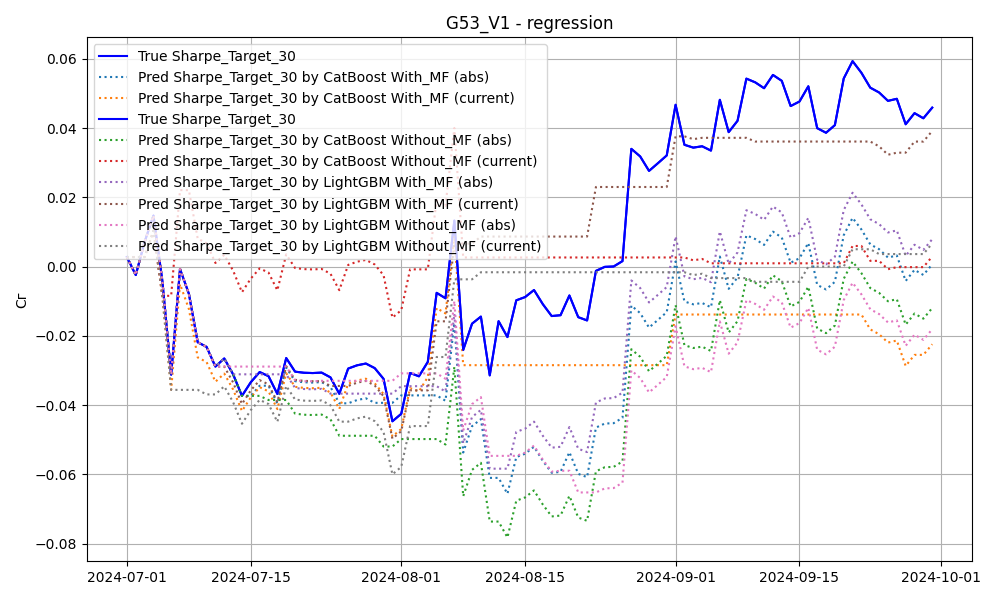 G53_V1 - regression
True Sharpe_Target_30
Pred Sharpe_Target_30 by CatBoost With_MF (abs)
Pred Sharpe_Target_30 by CatBoost With_MF (current)
True Sharpe_Target_30
Pred Sharpe_Target_30 by CatBoost Without_MF (abs)
Pred Sharpe_Target_30 by CatBoost Without_MF (current)
Pred Sharpe_Target_30 by LightGBM With_MF (abs)
Pred Sharpe_Target_30 by LightGBM With_MF (current)
Pred Sharpe_Target_30 by LightGBM Without_MF (abs)
Pred Sharpe_Target_30 by LightGBM Without_MF (current)
0.06
0.04
0.02
0.00
−0.02
−0.04
−0.06
−0.08
Cr
2024-07-01
2024-07-15
2024-08-01
2024-08-15
2024-09-01
2024-09-15
2024-10-01